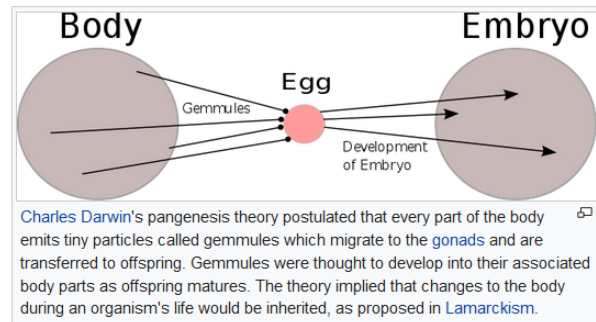 Body
Embryo
Egg
Gemmules
Development
of Embryo
Charles Darwin's pangenesis theory postulated that every part of the body
emits tiny particles called gemmules which migrate to the gonads and are
transferred to offspring. Gemmules were thought to develop into their associated
body parts as offspring matures. The theory implied that changes to the body
during an organism's life would be inherited, as proposed in Lamarckism.